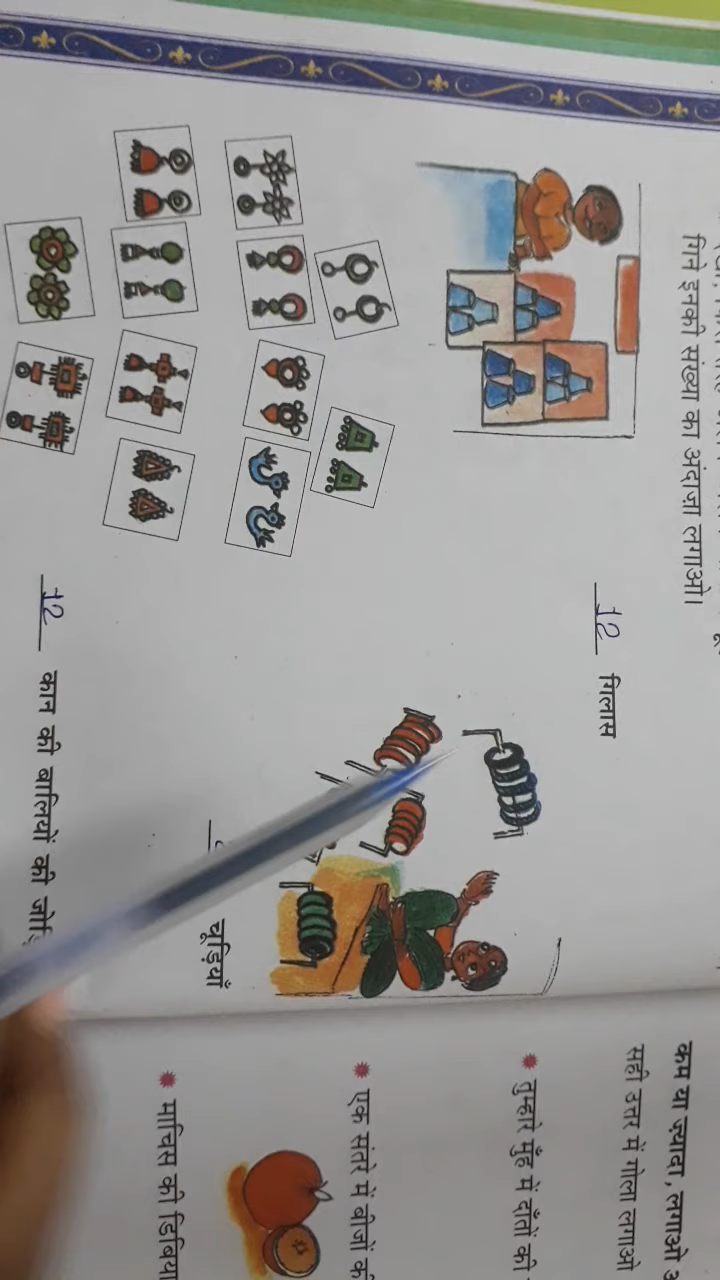 गिने इनकी संख्या का अंदाज़ा लगाओ।
12 गिलास
चूड़ियाँ
12 कान की बालियों की
कम या ज़्यादा, लगाओ
सही उत्तर में गोला लगाओ
तुम्हारे मुँह में दाँतों की
एक संतरे में बीजों
माचिस की